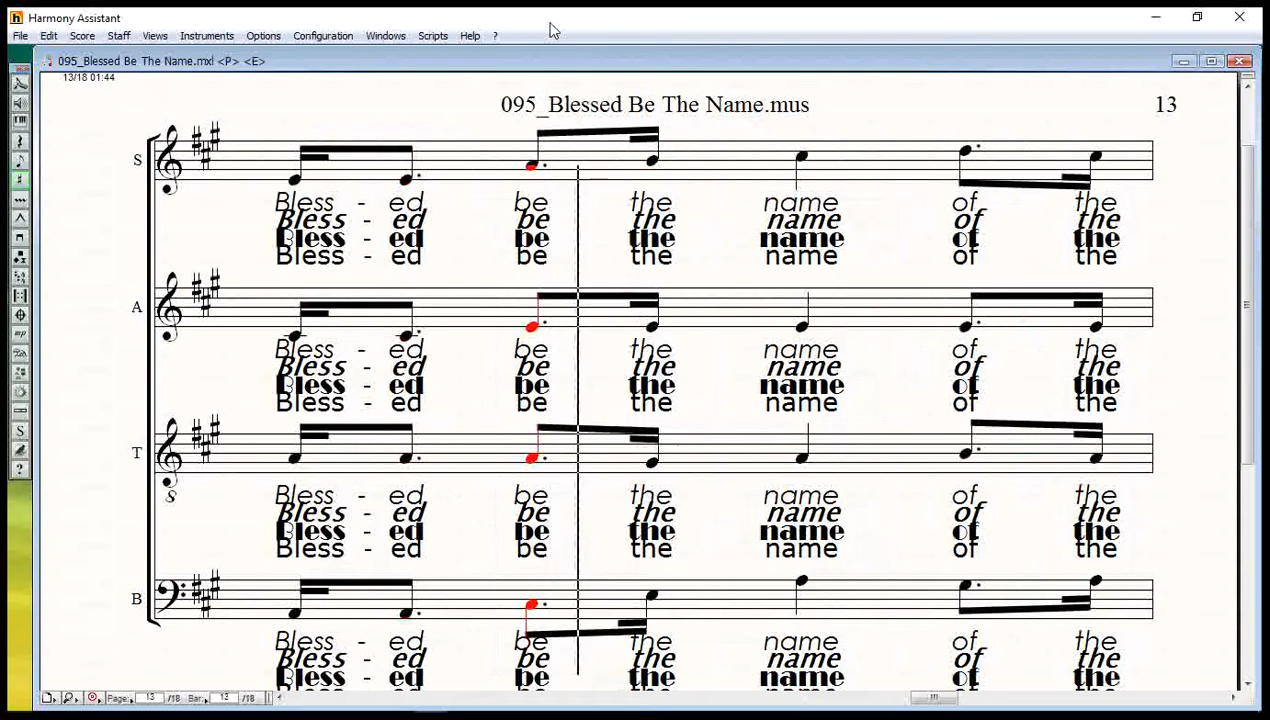 Harmony Assistant
File Edit Score Staff Views Instruments Options Configuration Windows Scripts Help ?
095_Blessed Be The Name.mxl <P> <E>
13/18 01:44
095_Blessed Be The Name.mus 13
S
Bless - ed be the name of the
Bless - ed be the name of the
Bless - ed be the name of the
Bless - ed be the name of the
A
Bless - ed be the name of the
Bless - ed be the name of the
Bless - ed be the name of the
Bless - ed be the name of the
T
8
Bless - ed be the name of the
Bless - ed be the name of the
Bless - ed be the name of the
Bless - ed be the name of the
B
Bless - ed be the name of the
Bless - ed be the name of the
Bless - ed be the name of the
Page: 13 /18 Bar: 13 /18